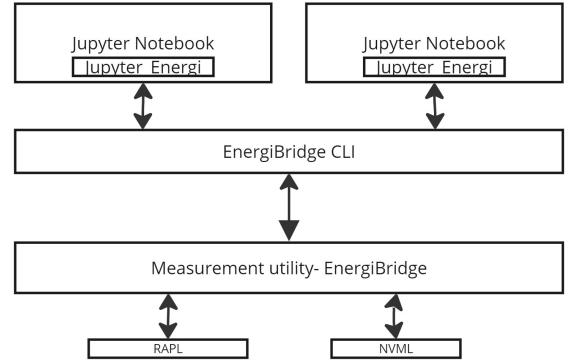 Jupyter Notebook
Jupyter_Energi
Jupyter Notebook
Jupyter_Energi
EnergiBridge CLI
Measurement utility- EnergiBridge
RAPL
NVML